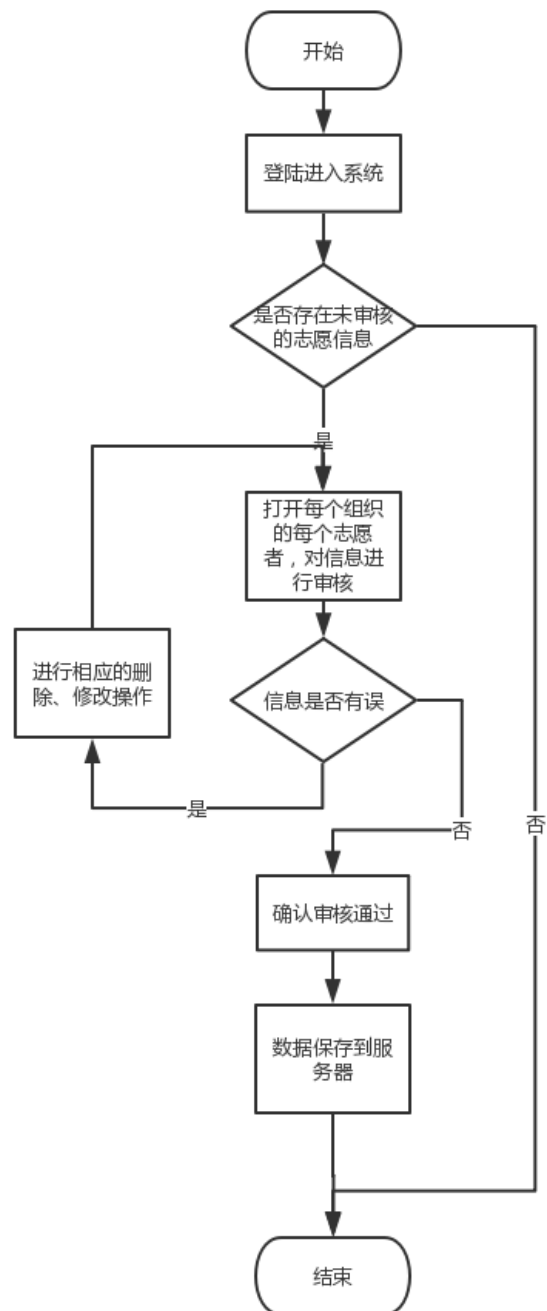 开始
登陆进入系统
是否存在未审核
的志愿信息
是
打开每个组织
的每个志愿
者，对信息进
行审核
进行相应的删
除、修改操作
信息是否有误
是
否
否
确认审核通过
数据保存到服
务器
结束